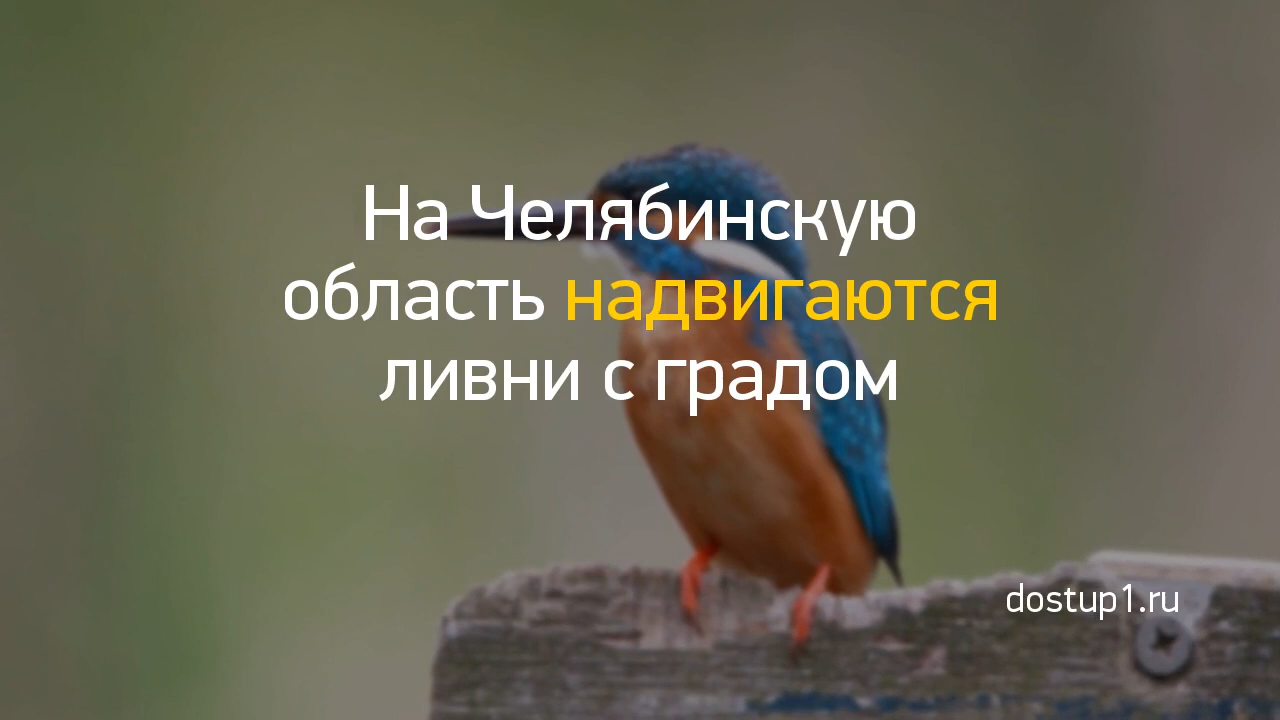 На Челябинскую
область надвигаются
ливни с градом
dostup1.ru